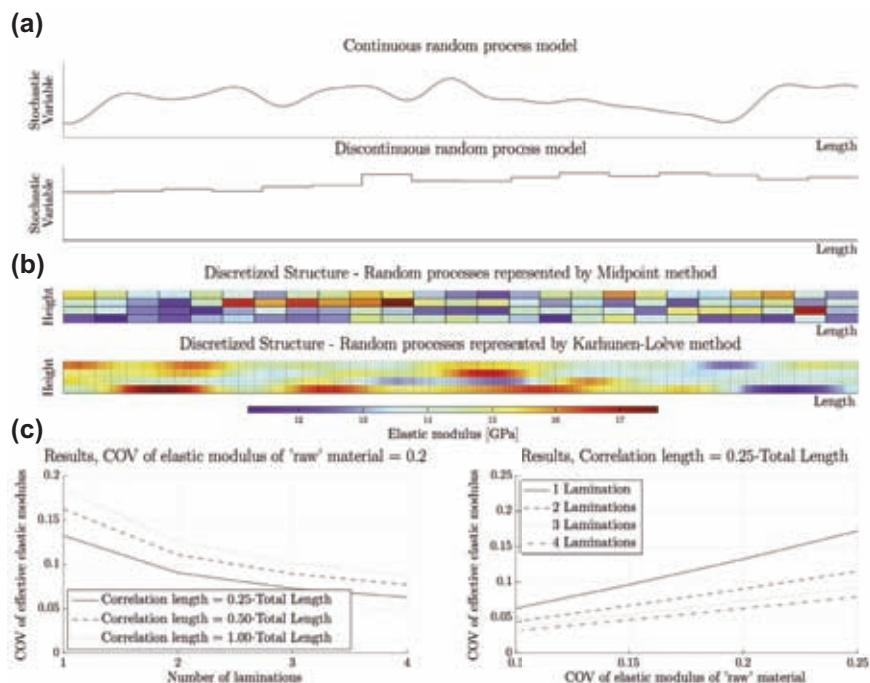 (a)
Continuous random process model
Stochastic
Variable
Length
Discontinuous random process model
Stochastic
Variable
Length
(b)
Discretized Structure - Random processes represented by Midpoint method
Height
Length
Discretized Structure - Random processes represented by Karhunen-Loève method
Height
Length
12 13 14 15 16 17
Elastic modulus [GPa]
(c)
Results, COV of elastic modulus of 'raw' material = 0.2
COV of effective elastic modulus
0.2
0.15
0.1
0.05
0
Correlation length = 0.25·Total Length
Correlation length = 0.50·Total Length
Correlation length = 1.00·Total Length
1 2 3 4
Number of laminations
Results, Correlation length = 0.25·Total Length
COV of effective elastic modulus
0.25
0.2
0.15
0.1
0.05
0
1 Lamination
2 Laminations
3 Laminations
4 Laminations
0.1 0.15 0.2 0.25
COV of elastic modulus of 'raw' material